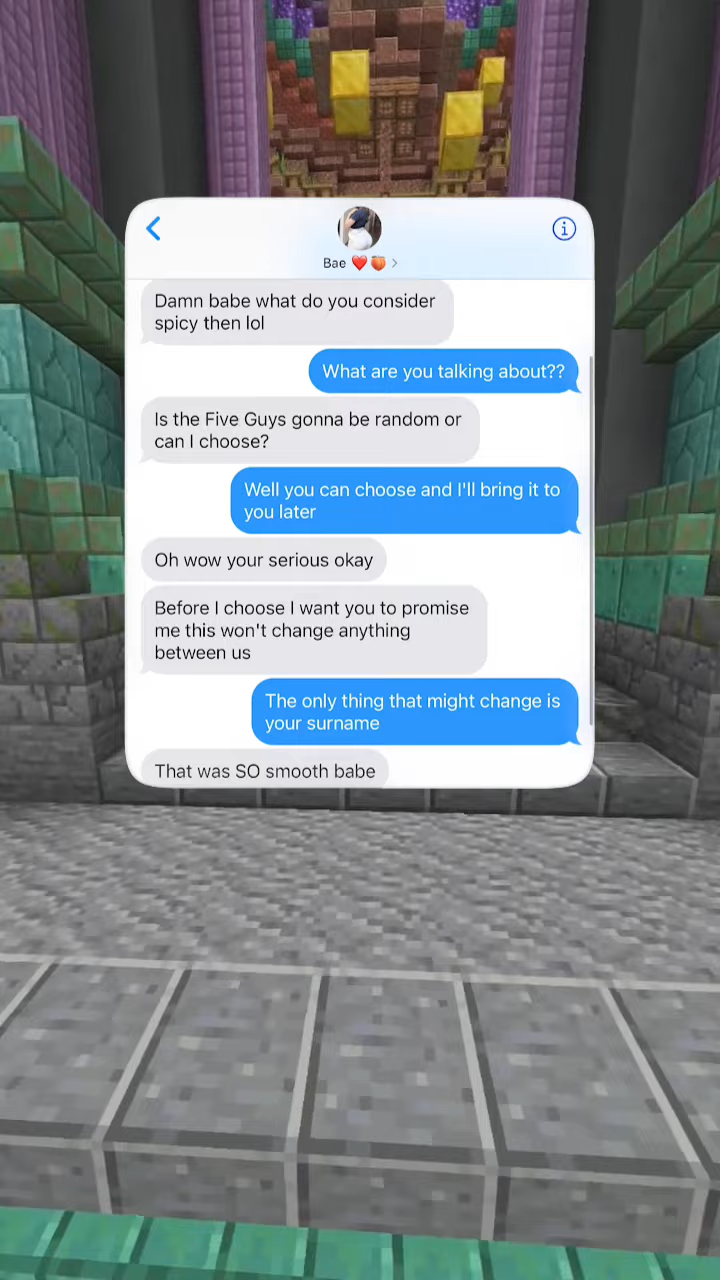 Bae ❤️🍑
Damn babe what do you consider
spicy then lol
What are you talking about??
Is the Five Guys gonna be random or
can I choose?
Well you can choose and I'll bring it to
you later
Oh wow your serious okay
Before I choose I want you to promise
me this won't change anything
between us
The only thing that might change is
your surname
That was SO smooth babe